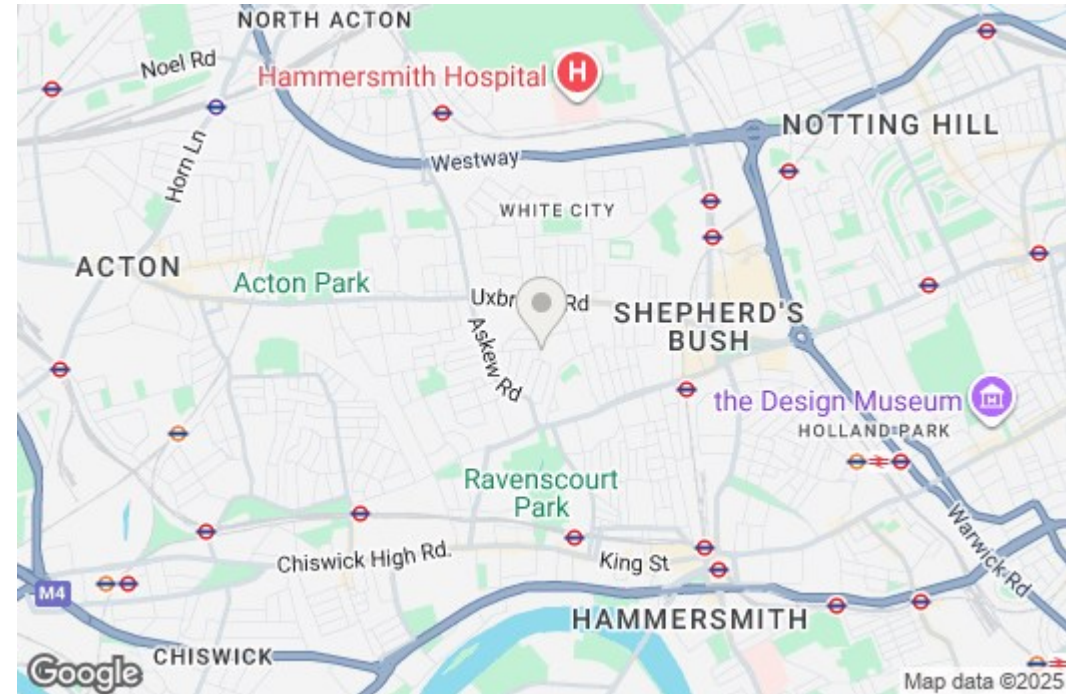 NORTH ACTON
Noel Rd
Hammersmith Hospital
H
NOTTING HILL
Horn Ln
Westway
WHITE CITY
ACTON
Acton Park
Uxbr
Rd
SHEPHERD'S
BUSH
Askew Rd
the Design Museum
HOLLAND PARK
Ravenscourt
Park
Chiswick High Rd.
King St
Warwick Rd
M4
HAMMERSMITH
CHISWICK
Google
Map data ©2025